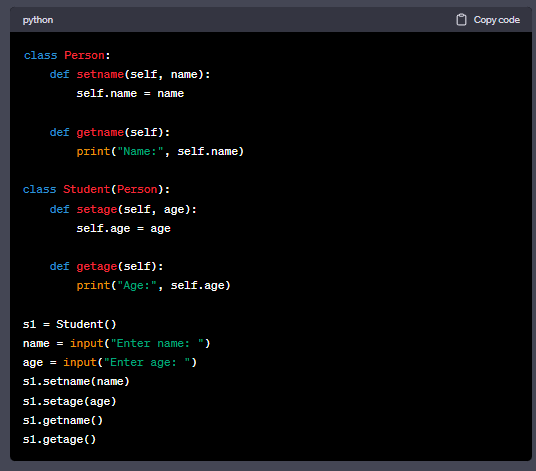 python
Copy code
class Person:
    def setname(self, name):
        self.name = name
    def getname(self):
        print("Name:", self.name)
class Student(Person):
    def setage(self, age):
        self.age = age
    def getage(self):
        print("Age:", self.age)
s1 = Student()
name = input("Enter name: ")
age = input("Enter age: ")
s1.setname(name)
s1.setage(age)
s1.getname()
s1.getage()